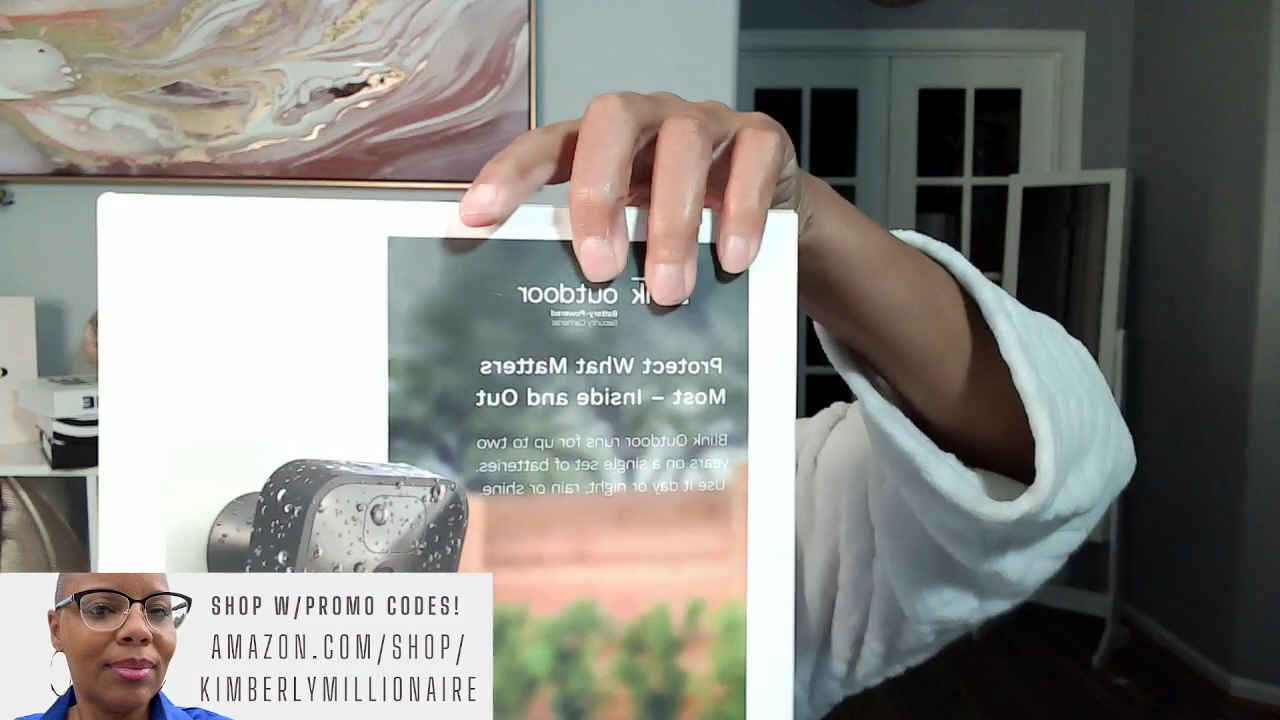 outdoor
Battery-Powered
Security Cameras
Protect What Matters
Most – Inside and Out
Blink Outdoor runs for up to two
years on a single set of batteries.
Use it day or night, rain or shine
SHOP W/PROMO CODES!
AMAZON.COM/SHOP/
KIMBERLYMILLIONAIRE